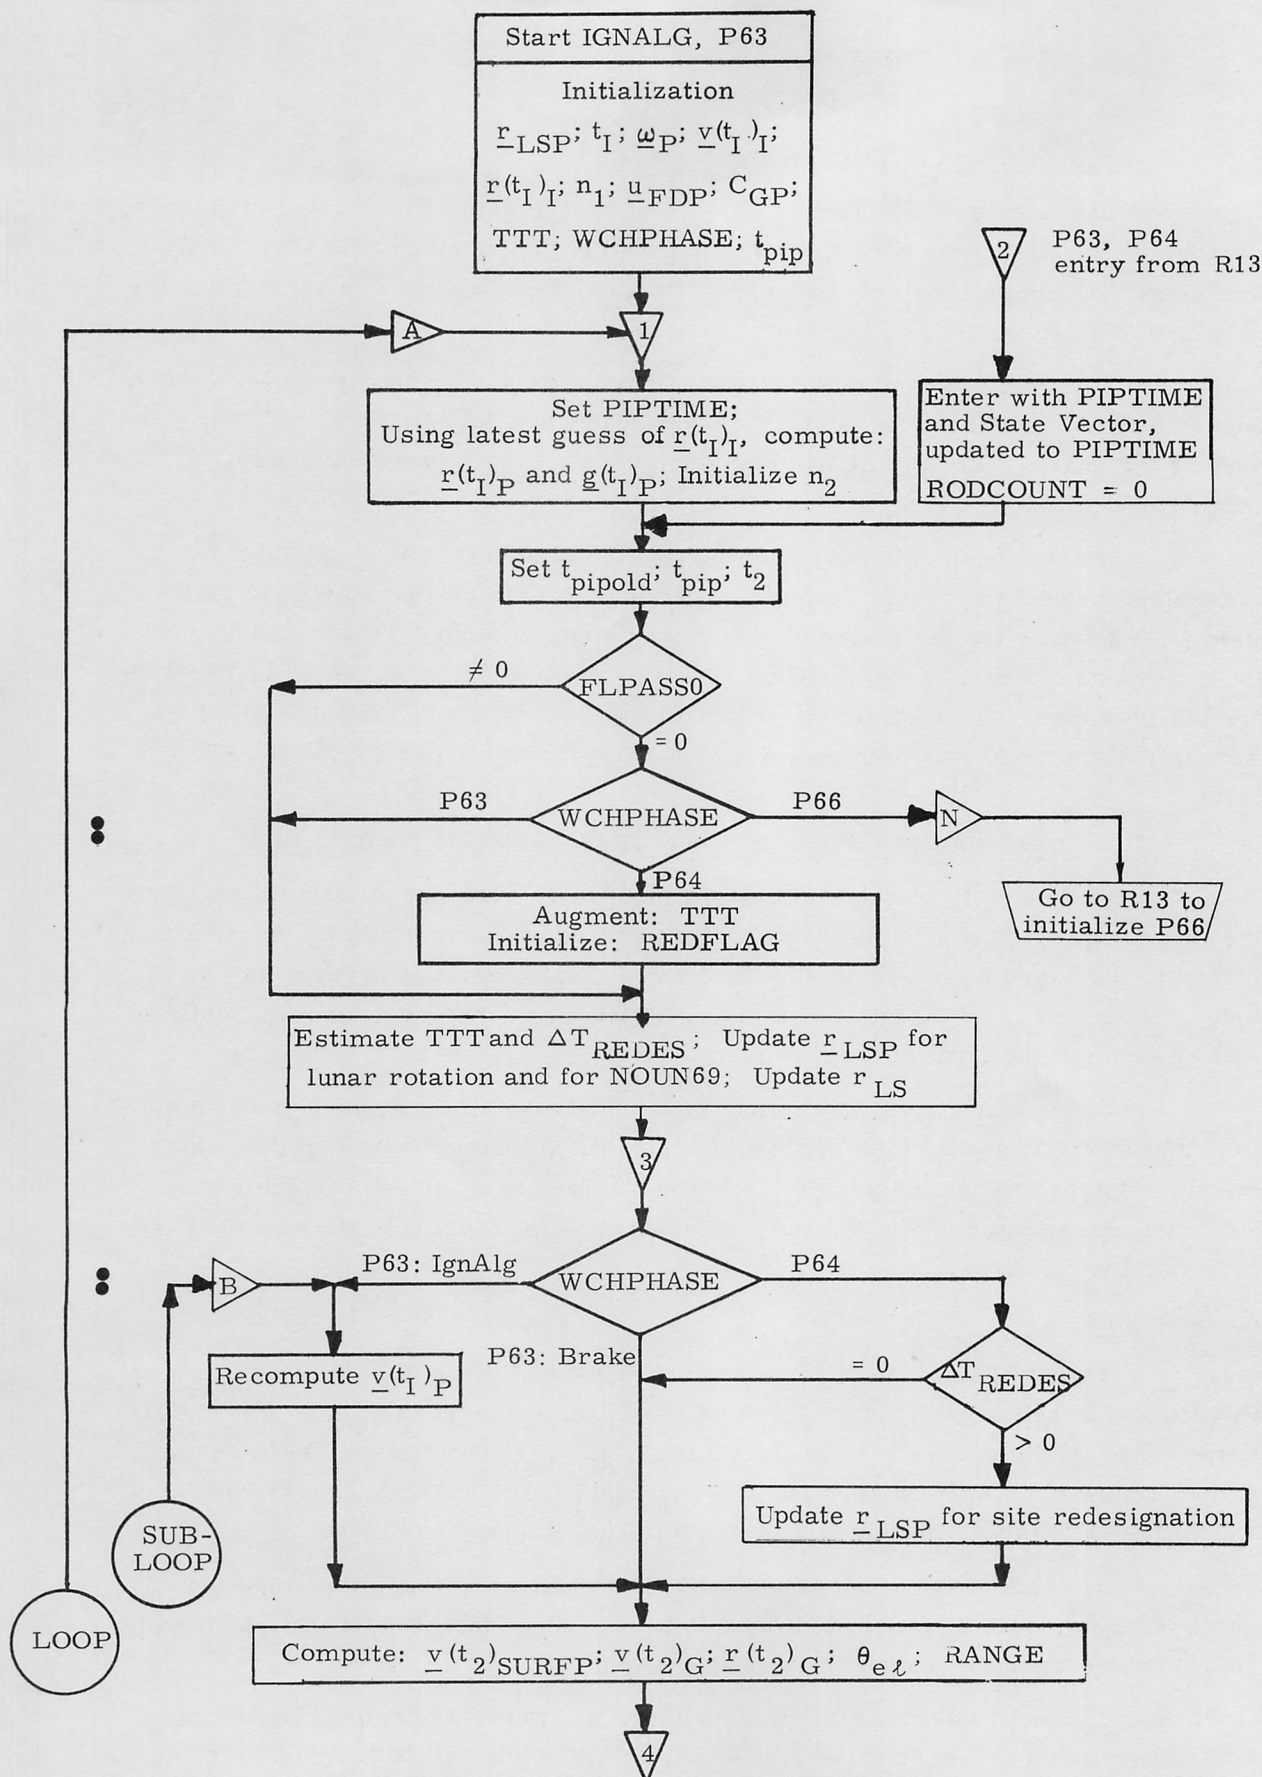 Start IGNALG, P63
Initialization
r_LSP; t_I; ω_P; v(t_I)_I;
r(t_I)_I; n_1; u_FDP; C_GP;
TTT; WCHPHASE; t_pip
2
P63, P64
entry from R13
A
1
Set PIPTIME;
Using latest guess of r(t_I)_I, compute:
r(t_I)_P and g(t_I)_P; Initialize n_2
Enter with PIPTIME
and State Vector,
updated to PIPTIME
RODCOUNT = 0
Set t_pipold; t_pip; t_2
≠ 0
FLPASS0
= 0
P63
WCHPHASE
P66
N
P64
Go to R13 to
initialize P66
Augment: TTT
Initialize: REDFLAG
Estimate TTT and ΔT_REDES; Update r_LSP for
lunar rotation and for NOUN69; Update r_LS
3
B
P63: IgnAlg
WCHPHASE
P64
P63: Brake
= 0
ΔT_REDES
> 0
Recompute v(t_I)_P
Update r_LSP for site redesignation
SUB-
LOOP
LOOP
Compute: v(t_2)_SURFP; v(t_2)_G; r(t_2)_G; θ_eℓ; RANGE
4